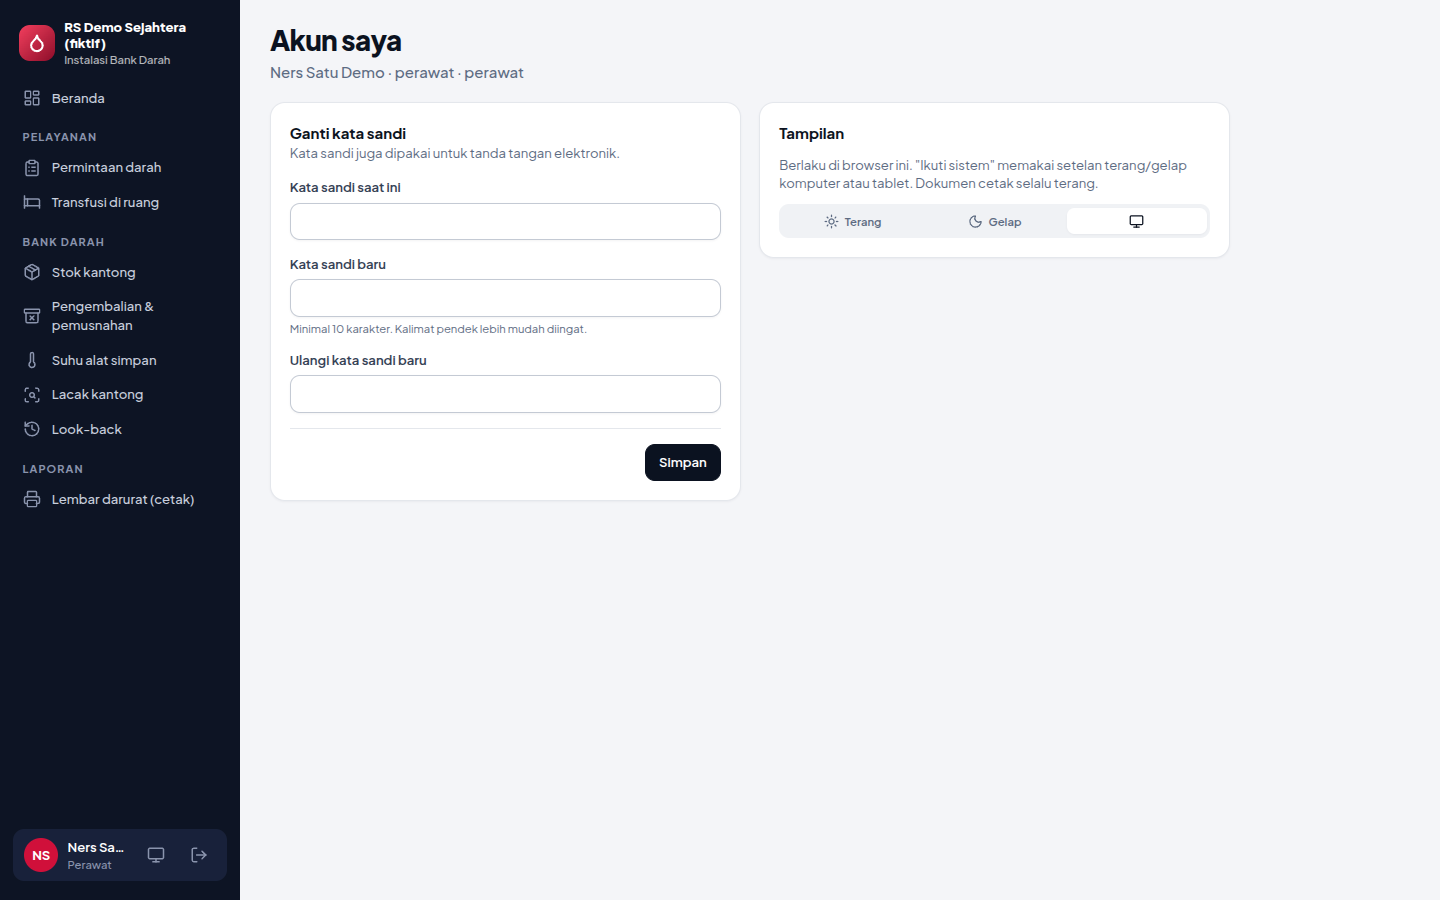 RS Demo Sejahtera
(fiktif)
Instalasi Bank Darah
Beranda
PELAYANAN
Permintaan darah
Transfusi di ruang
BANK DARAH
Stok kantong
Pengembalian &
pemusnahan
Suhu alat simpan
Lacak kantong
Look-back
LAPORAN
Lembar darurat (cetak)
NS
Ners Sa...
Perawat
Akun saya
Ners Satu Demo · perawat · perawat
Ganti kata sandi
Kata sandi juga dipakai untuk tanda tangan elektronik.
Kata sandi saat ini
Kata sandi baru
Minimal 10 karakter. Kalimat pendek lebih mudah diingat.
Ulangi kata sandi baru
Simpan
Tampilan
Berlaku di browser ini. "Ikuti sistem" memakai setelan terang/gelap
komputer atau tablet. Dokumen cetak selalu terang.
Terang
Gelap